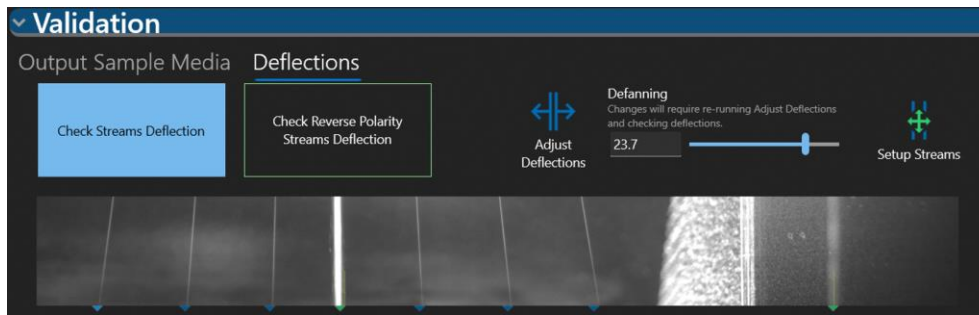 Validation
Output Sample Media
Deflections
Check Streams Deflection
Check Reverse Polarity
Streams Deflection
Adjust
Deflections
Defanning
Changes will require re-running Adjust Deflections
and checking deflections.
23.7
Setup Streams